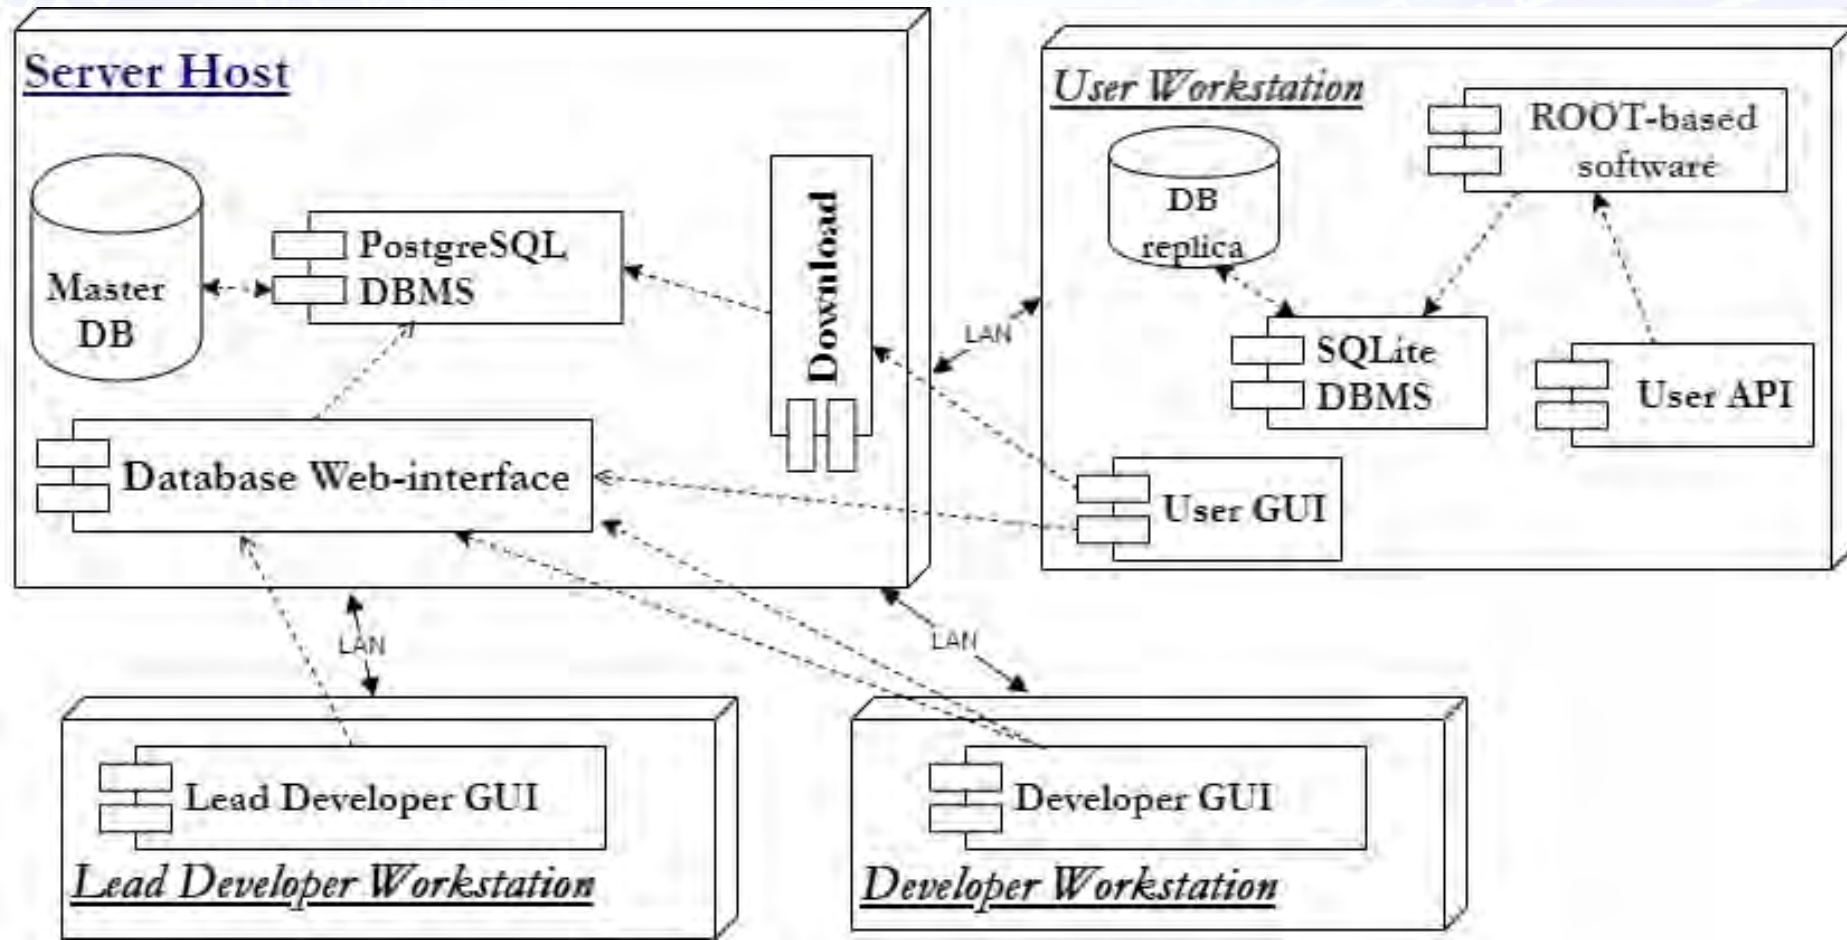 Server Host
Master
DB
PostgreSQL
DBMS
Download
Database Web-interface
LAN
User Workstation
DB
replica
ROOT-based
software
SQLite
DBMS
User API
User GUI
LAN
LAN
Lead Developer GUI
Lead Developer Workstation
Developer GUI
Developer Workstation